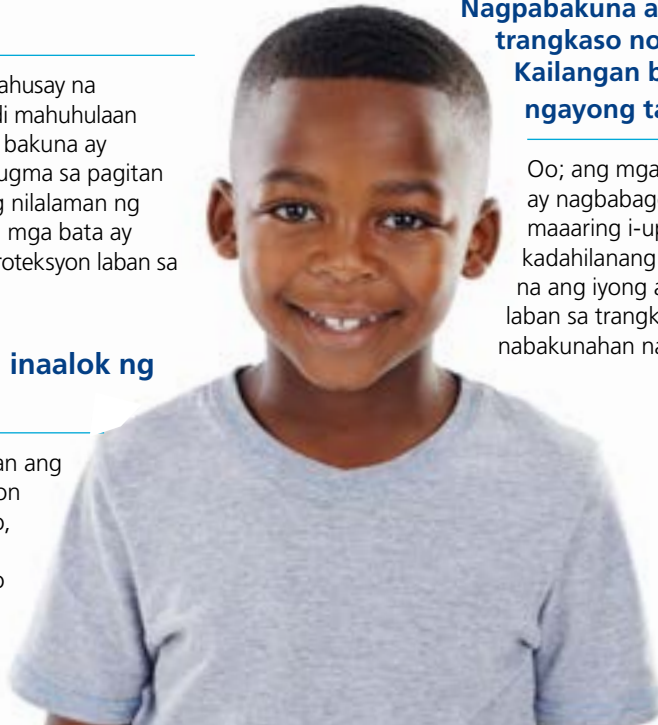 ahusay na
di mahuhulaan
bakuna ay
ugma sa pagitan
g nilalaman ng
mga bata ay
roteksyon laban sa
inaalok ng
an ang
on
o,
o
Nagpabakuna a
trangkaso no
Kailangan b
ngayong ta
Oo; ang mga
ay nagbabag
maaaring i-up
kadahilanang
na ang iyong a
laban sa trangk
nabakunahan na